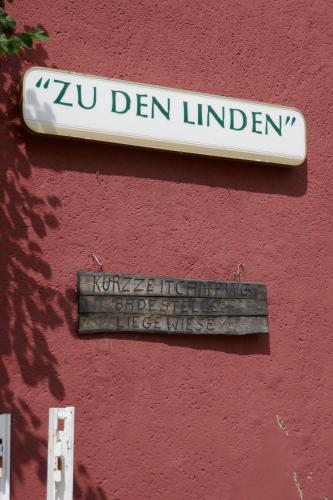 "ZU DEN LINDEN"
KURZZEITCAMPING
BADESTELLE
LIEGEWIESE